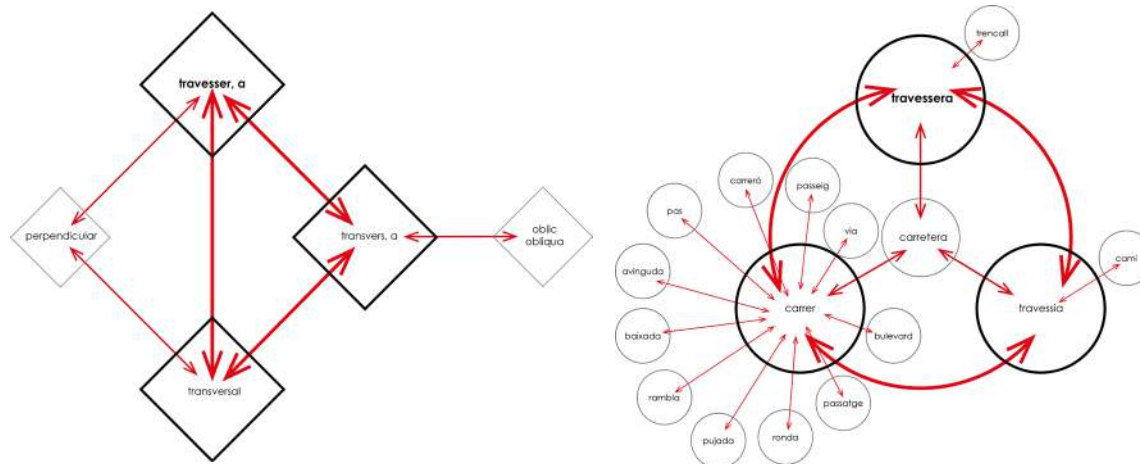 travesser, a
perpendicular
transvers, a
oblic
obliqua
transversal
trencall
travessera
carreró
passeig
pas
via
carretera
avinguda
camí
carrer
travessia
baixada
bulevard
rambla
passatge
pujada
ronda